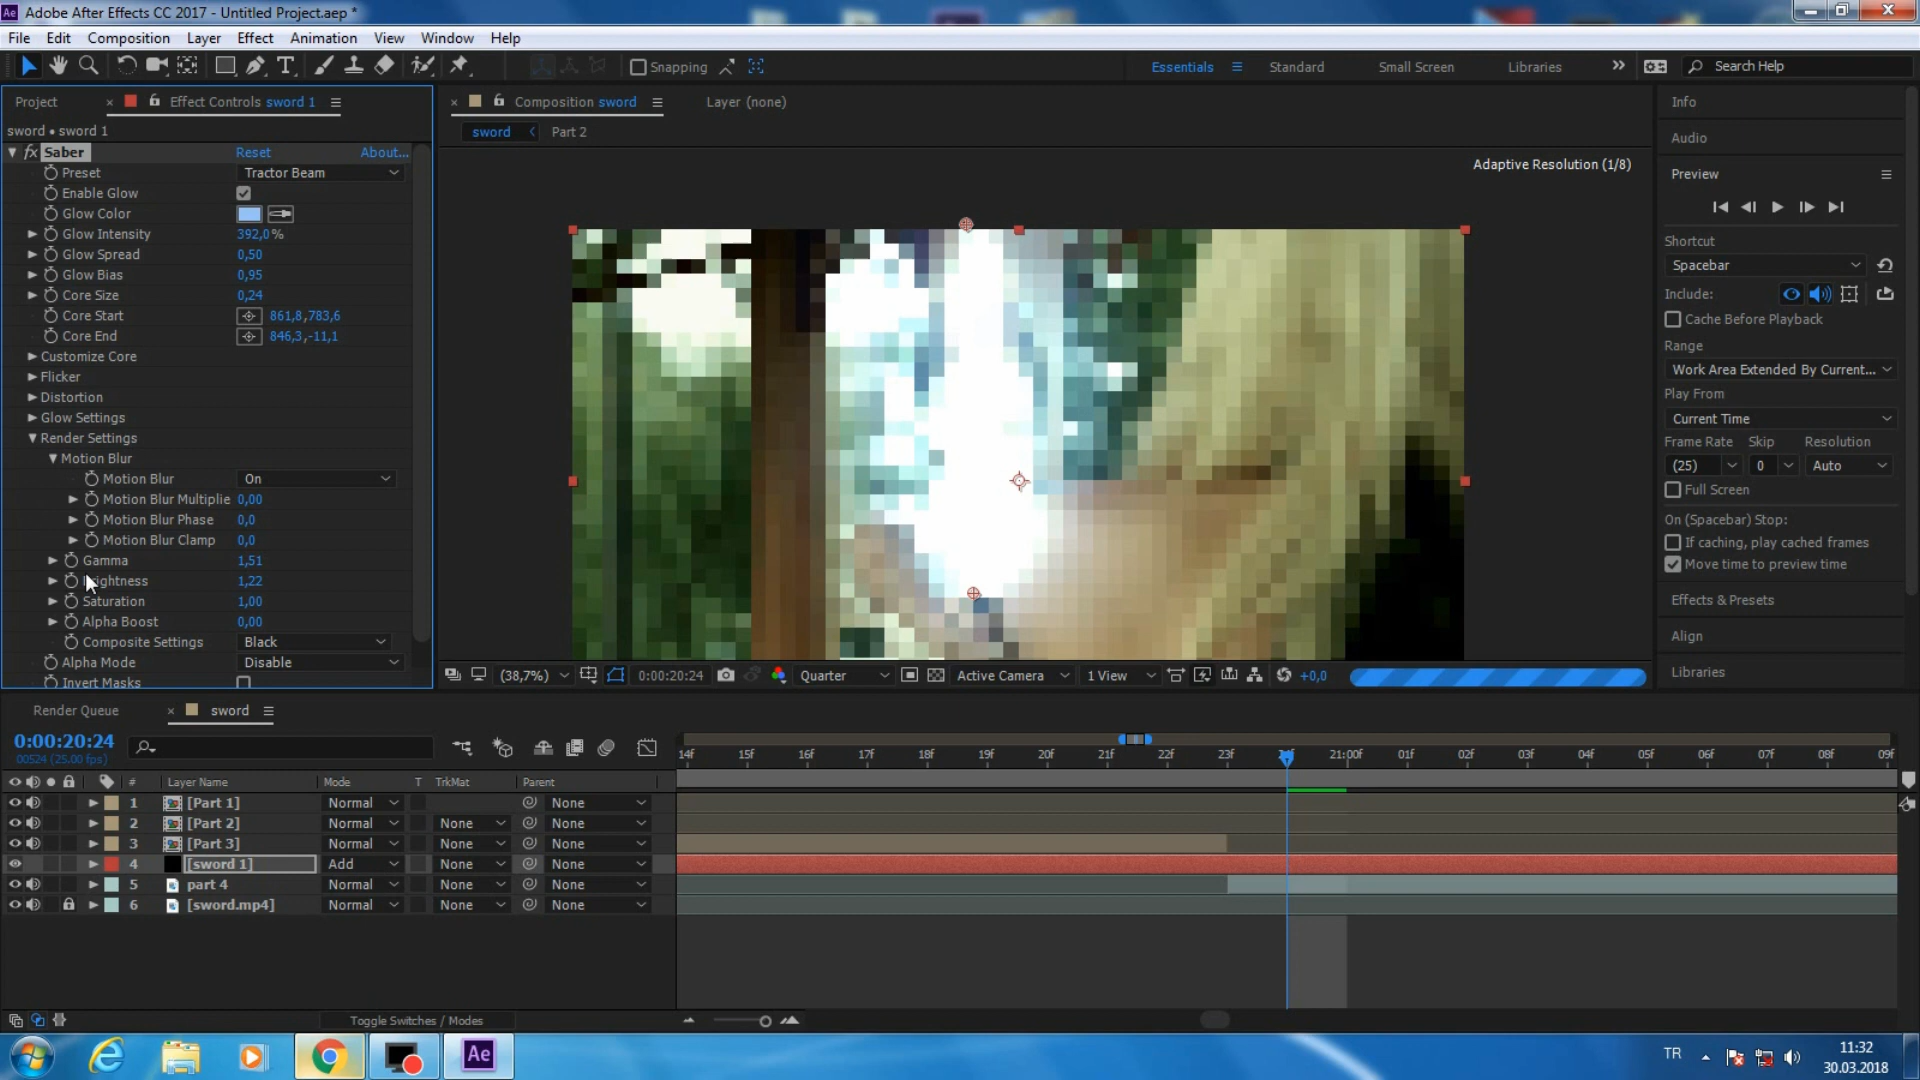 Adobe After Effects CC 2017 - Untitled Project.aep *
File Edit Composition Layer Effect Animation View Window Help
Snapping Essentials Standard Small Screen Libraries Search Help
Project Effect Controls sword 1 Composition sword Layer (none) Info
sword • sword 1 sword Part 2
Audio
fx Saber Reset About...
Adaptive Resolution (1/8)
Preset Tractor Beam Preview
Enable Glow
Glow Color
Glow Intensity 392,0 % Shortcut
Glow Spread 0,50 Spacebar
Glow Bias 0,95
Core Size 0,24 Include:
Core Start 861,8,783,6 Cache Before Playback
Core End 846,3,-11,1 Range
Customize Core Work Area Extended By Current...
Flicker
Distortion Play From
Glow Settings Current Time
Render Settings Frame Rate Skip Resolution
Motion Blur (25) 0 Auto
Motion Blur On Full Screen
Motion Blur Multiplie 0,00
Motion Blur Phase 0,0 On (Spacebar) Stop:
Motion Blur Clamp 0,0 If caching, play cached frames
Gamma 1,51 Move time to preview time
Brightness 1,22
Saturation 1,00 Effects & Presets
Alpha Boost 0,00
Composite Settings Black Align
Alpha Mode Disable
Invert Masks
(38,7%) 0:00:20:24 Quarter Active Camera 1 View +0,0 Libraries
Render Queue sword
0:00:20:24
00524 (25.00 fps)
14f 15f 16f 17f 18f 19f 20f 21f 22f 23f 24f 21:00f 01f 02f 03f 04f 05f 06f 07f 08f 09f
# Layer Name Mode T TrkMat Parent
1 [Part 1] Normal None
2 [Part 2] Normal None None
3 [Part 3] Normal None None
4 [sword 1] Add None None
5 part 4 Normal None None
6 [sword.mp4] Normal None None
Toggle Switches / Modes
Ae TR 11:32
30.03.2018